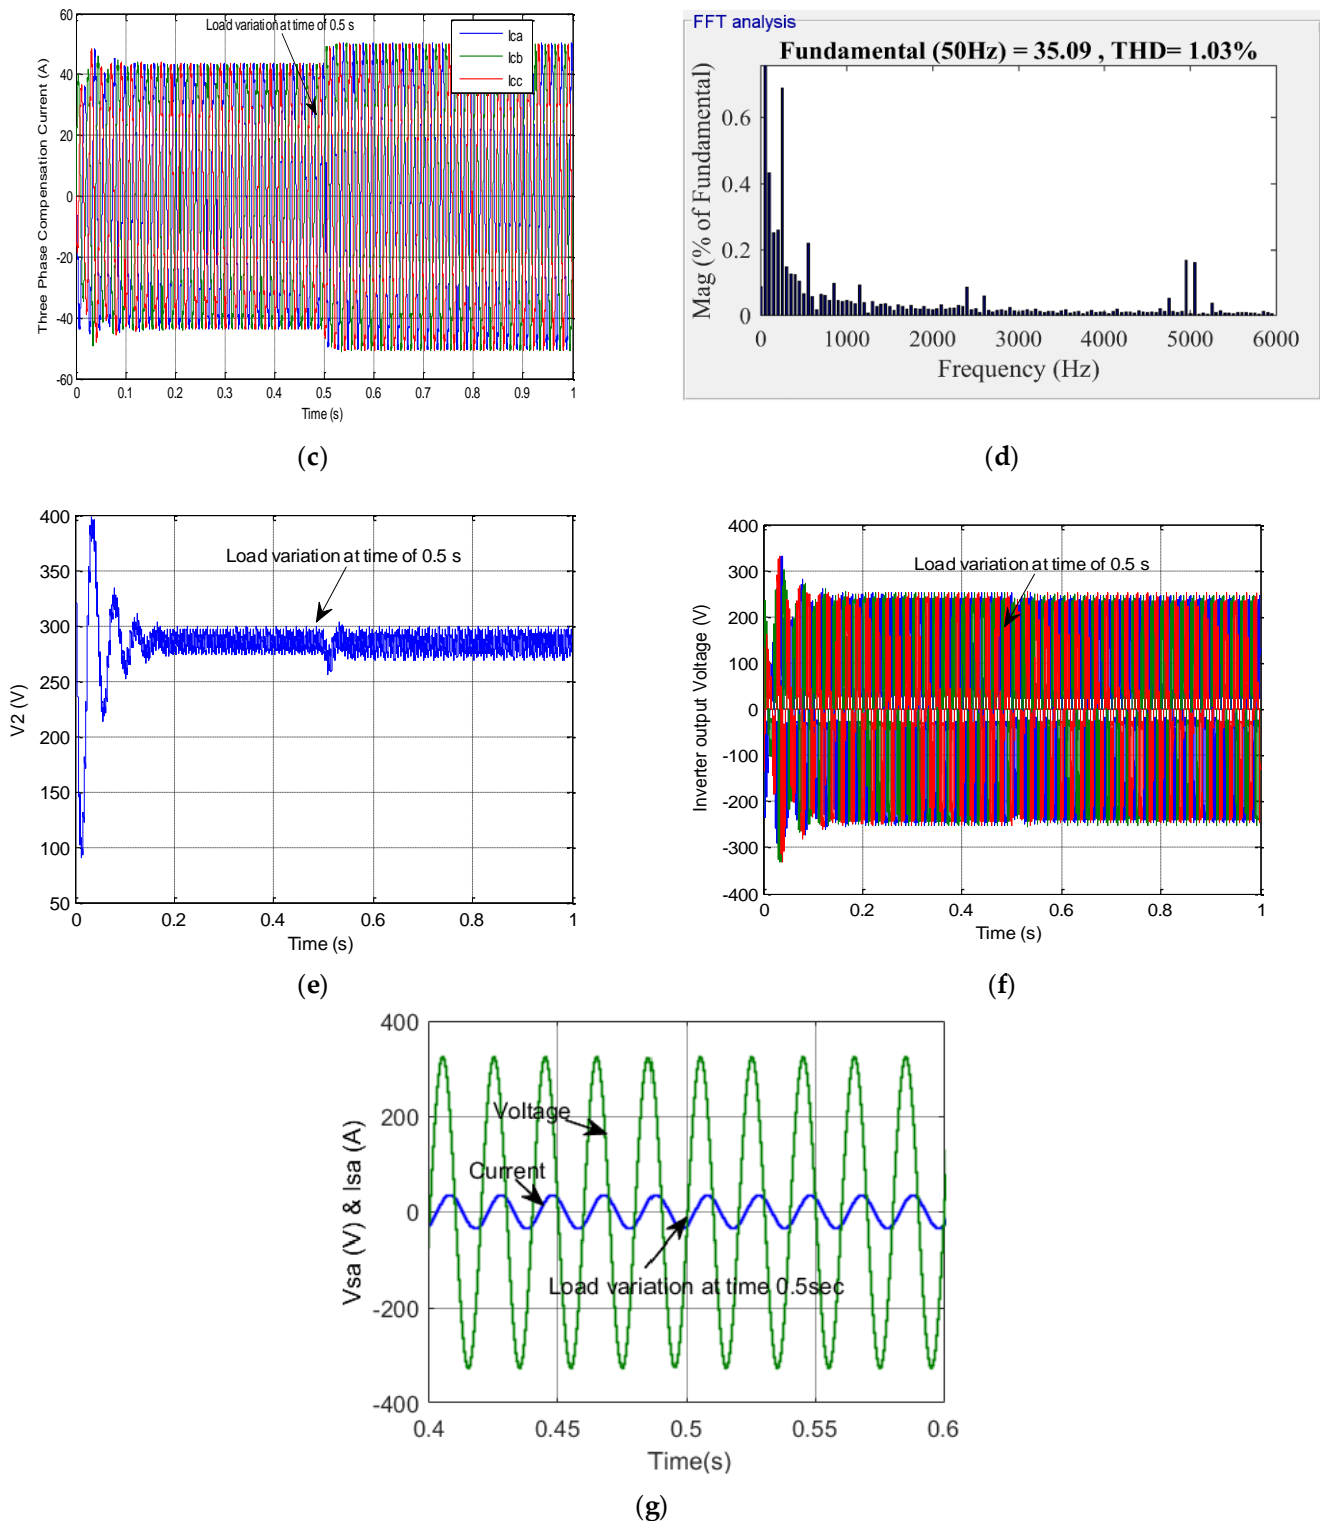 Load variation at time of 0.5 s
Ica
Icb
Icc
Three Phase Compensation Current (A)
60
40
20
0
-20
-40
-60
0 0.1 0.2 0.3 0.4 0.5 0.6 0.7 0.8 0.9 1
Time (s)
(c)
FFT analysis
Fundamental (50Hz) = 35.09 , THD= 1.03%
Mag (% of Fundamental)
0.6
0.4
0.2
0
0 1000 2000 3000 4000 5000 6000
Frequency (Hz)
(d)
V2 (V)
400
350
300
250
200
150
100
50
Load variation at time of 0.5 s
0 0.2 0.4 0.6 0.8 1
Time (s)
(e)
Inverter output Voltage (V)
400
300
200
100
0
-100
-200
-300
-400
Load variation at time of 0.5 s
0 0.2 0.4 0.6 0.8 1
Time (s)
(f)
Vsa (V) & Isa (A)
400
200
0
-200
-400
Voltage
Current
Load variation at time 0.5sec
0.4 0.45 0.5 0.55 0.6
Time(s)
(g)